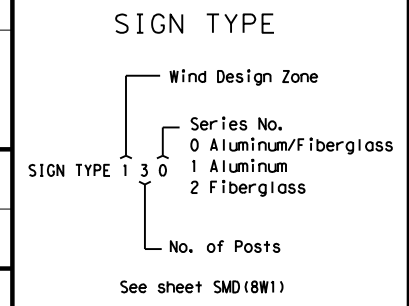 SIGN TYPE
Wind Design Zone
Series No.
0 Aluminum/Fiberglass
SIGN TYPE 1 3 0
1 Aluminum
2 Fiberglass
No. of Posts
See sheet SMD(8W1)